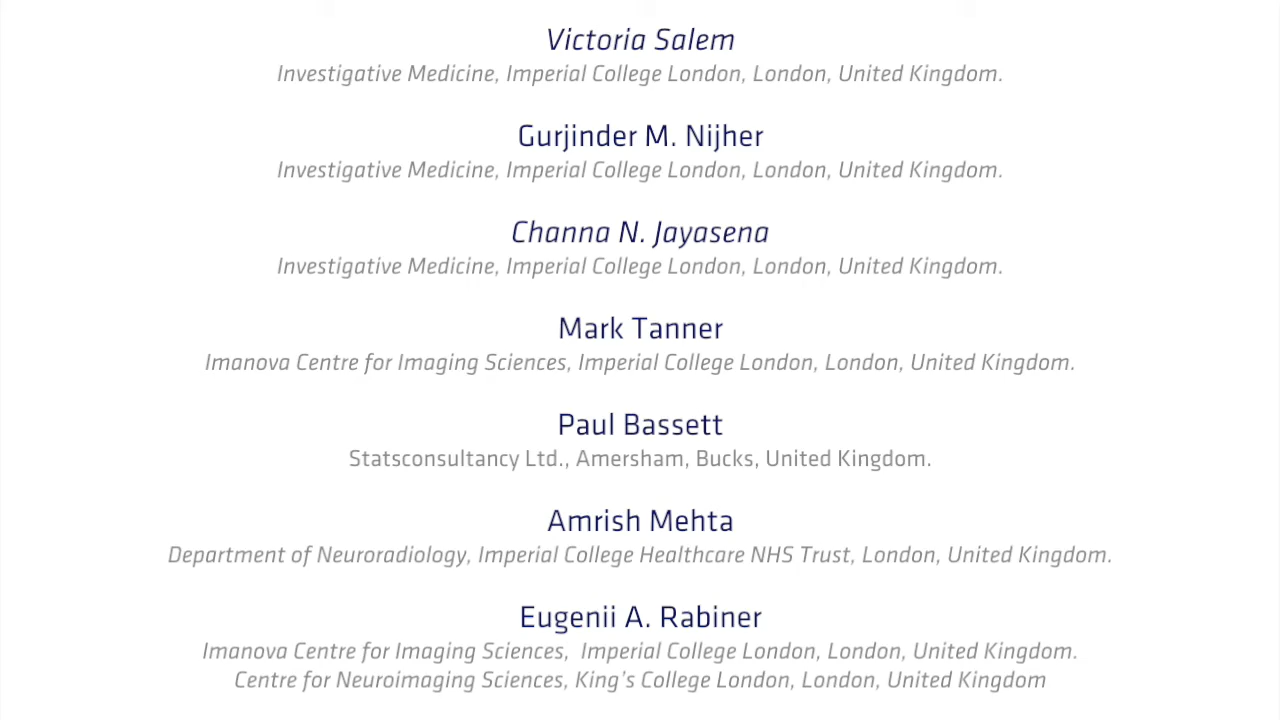 Victoria Salem
Investigative Medicine, Imperial College London, London, United Kingdom.
Gurjinder M. Nijher
Investigative Medicine, Imperial College London, London, United Kingdom.
Channa N. Jayasena
Investigative Medicine, Imperial College London, London, United Kingdom.
Mark Tanner
Imanova Centre for Imaging Sciences, Imperial College London, London, United Kingdom.
Paul Bassett
Statsconsultancy Ltd., Amersham, Bucks, United Kingdom.
Amrish Mehta
Department of Neuroradiology, Imperial College Healthcare NHS Trust, London, United Kingdom.
Eugenii A. Rabiner
Imanova Centre for Imaging Sciences,  Imperial College London, London, United Kingdom.
Centre for Neuroimaging Sciences, King's College London, London, United Kingdom